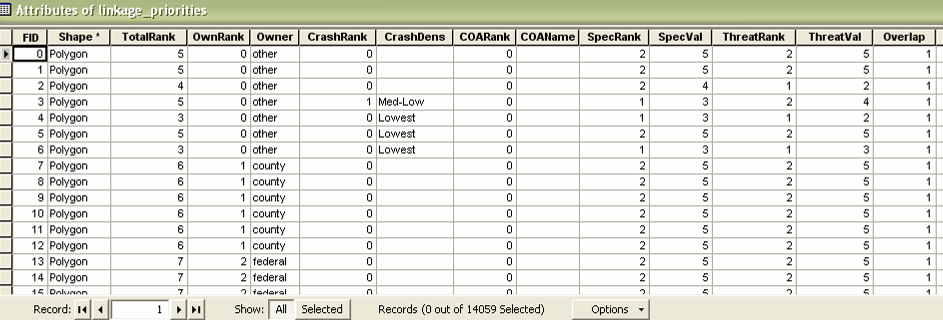 Attributes of linkage_priorities
FID Shape * TotalRank OwnRank Owner CrashRank CrashDens COARank COAName SpecRank SpecVal ThreatRank ThreatVal Overlap
0 Polygon 5 0 other 0 0 2 5 2 5 1
1 Polygon 5 0 other 0 0 2 5 2 5 1
2 Polygon 4 0 other 0 0 2 4 1 2 1
3 Polygon 5 0 other 1 Med-Low 0 1 3 2 4 1
4 Polygon 3 0 other 0 Lowest 0 1 3 1 2 1
5 Polygon 5 0 other 0 Lowest 0 2 5 2 5 1
6 Polygon 3 0 other 0 Lowest 0 1 3 1 3 1
7 Polygon 6 1 county 0 0 2 5 2 5 1
8 Polygon 6 1 county 0 0 2 5 2 5 1
9 Polygon 6 1 county 0 0 2 5 2 5 1
10 Polygon 6 1 county 0 0 2 5 2 5 1
11 Polygon 6 1 county 0 0 2 5 2 5 1
12 Polygon 6 1 county 0 0 2 5 2 5 1
13 Polygon 7 2 federal 0 0 2 5 2 5 1
14 Polygon 7 2 federal 0 0 2 5 2 5 1
15 Polygon 7 2 federal 0 0 2 5 2 5 1
Record: 1 Show: All Selected Records (0 out of 14059 Selected) Options